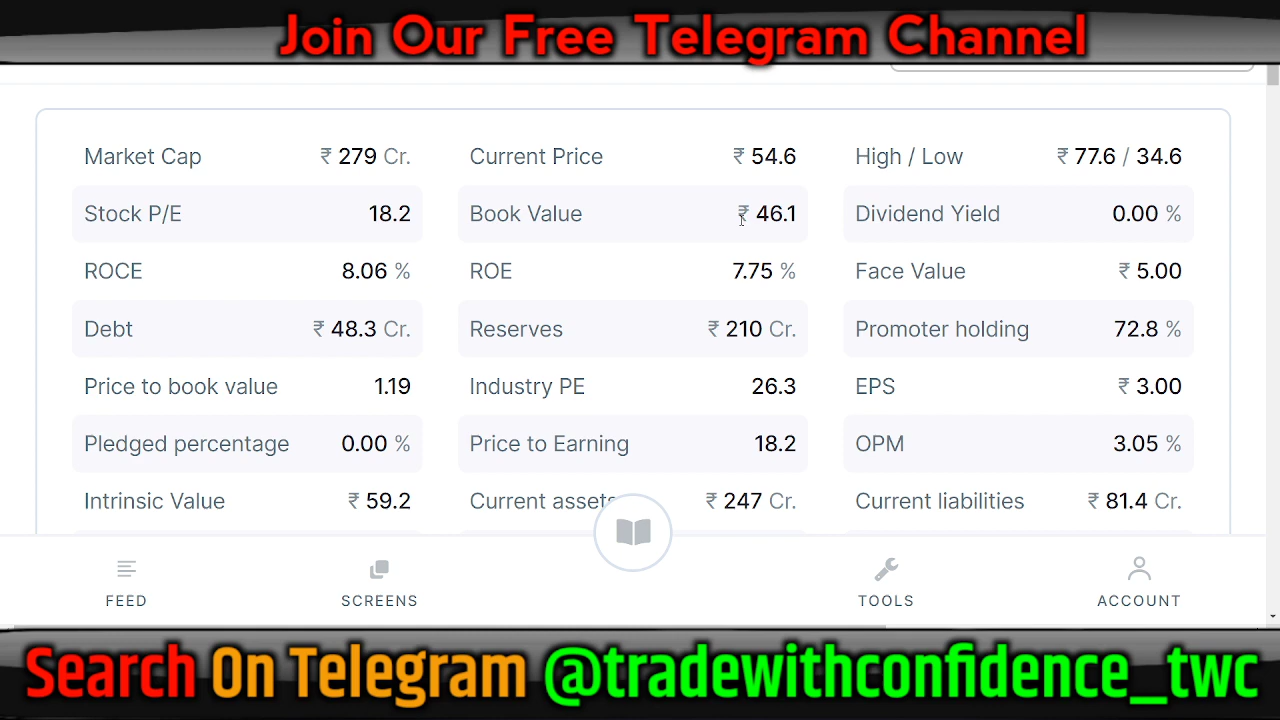 Join Our Free Telegram Channel
Market Cap ₹ 279 Cr. Current Price ₹ 54.6 High / Low ₹ 77.6 / 34.6
Stock P/E 18.2 Book Value ₹ 46.1 Dividend Yield 0.00 %
ROCE 8.06 % ROE 7.75 % Face Value ₹ 5.00
Debt ₹ 48.3 Cr. Reserves ₹ 210 Cr. Promoter holding 72.8 %
Price to book value 1.19 Industry PE 26.3 EPS ₹ 3.00
Pledged percentage 0.00 % Price to Earning 18.2 OPM 3.05 %
Intrinsic Value ₹ 59.2 Current assets ₹ 247 Cr. Current liabilities ₹ 81.4 Cr.
FEED SCREENS TOOLS ACCOUNT
Search On Telegram @tradewithconfidence_twc